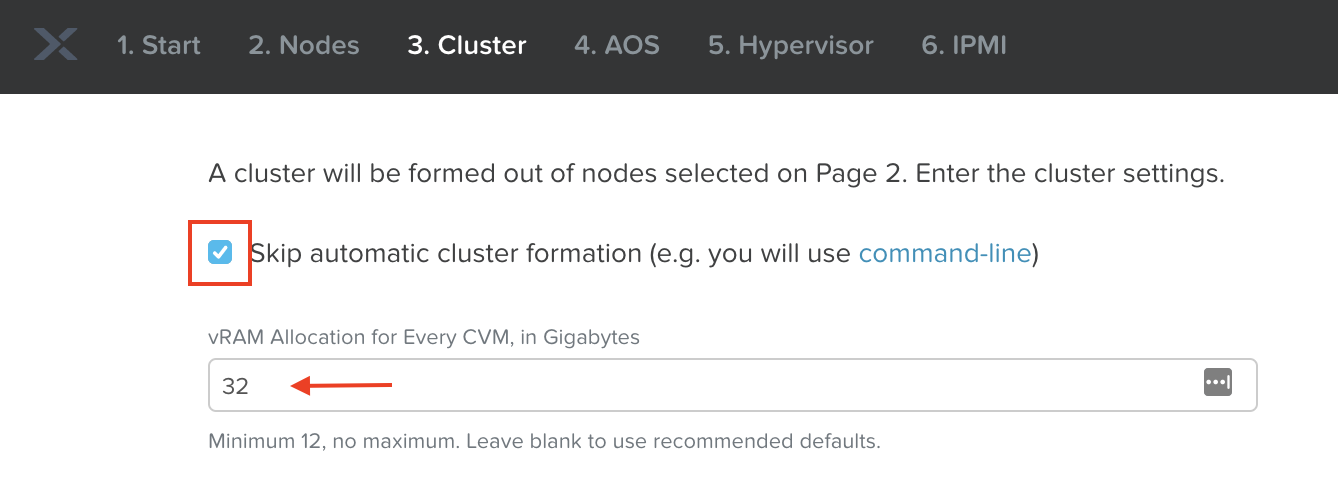 1. Start 2. Nodes 3. Cluster 4. AOS 5. Hypervisor 6. IPMI
A cluster will be formed out of nodes selected on Page 2. Enter the cluster settings.
Skip automatic cluster formation (e.g. you will use command-line)
vRAM Allocation for Every CVM, in Gigabytes
32
Minimum 12, no maximum. Leave blank to use recommended defaults.